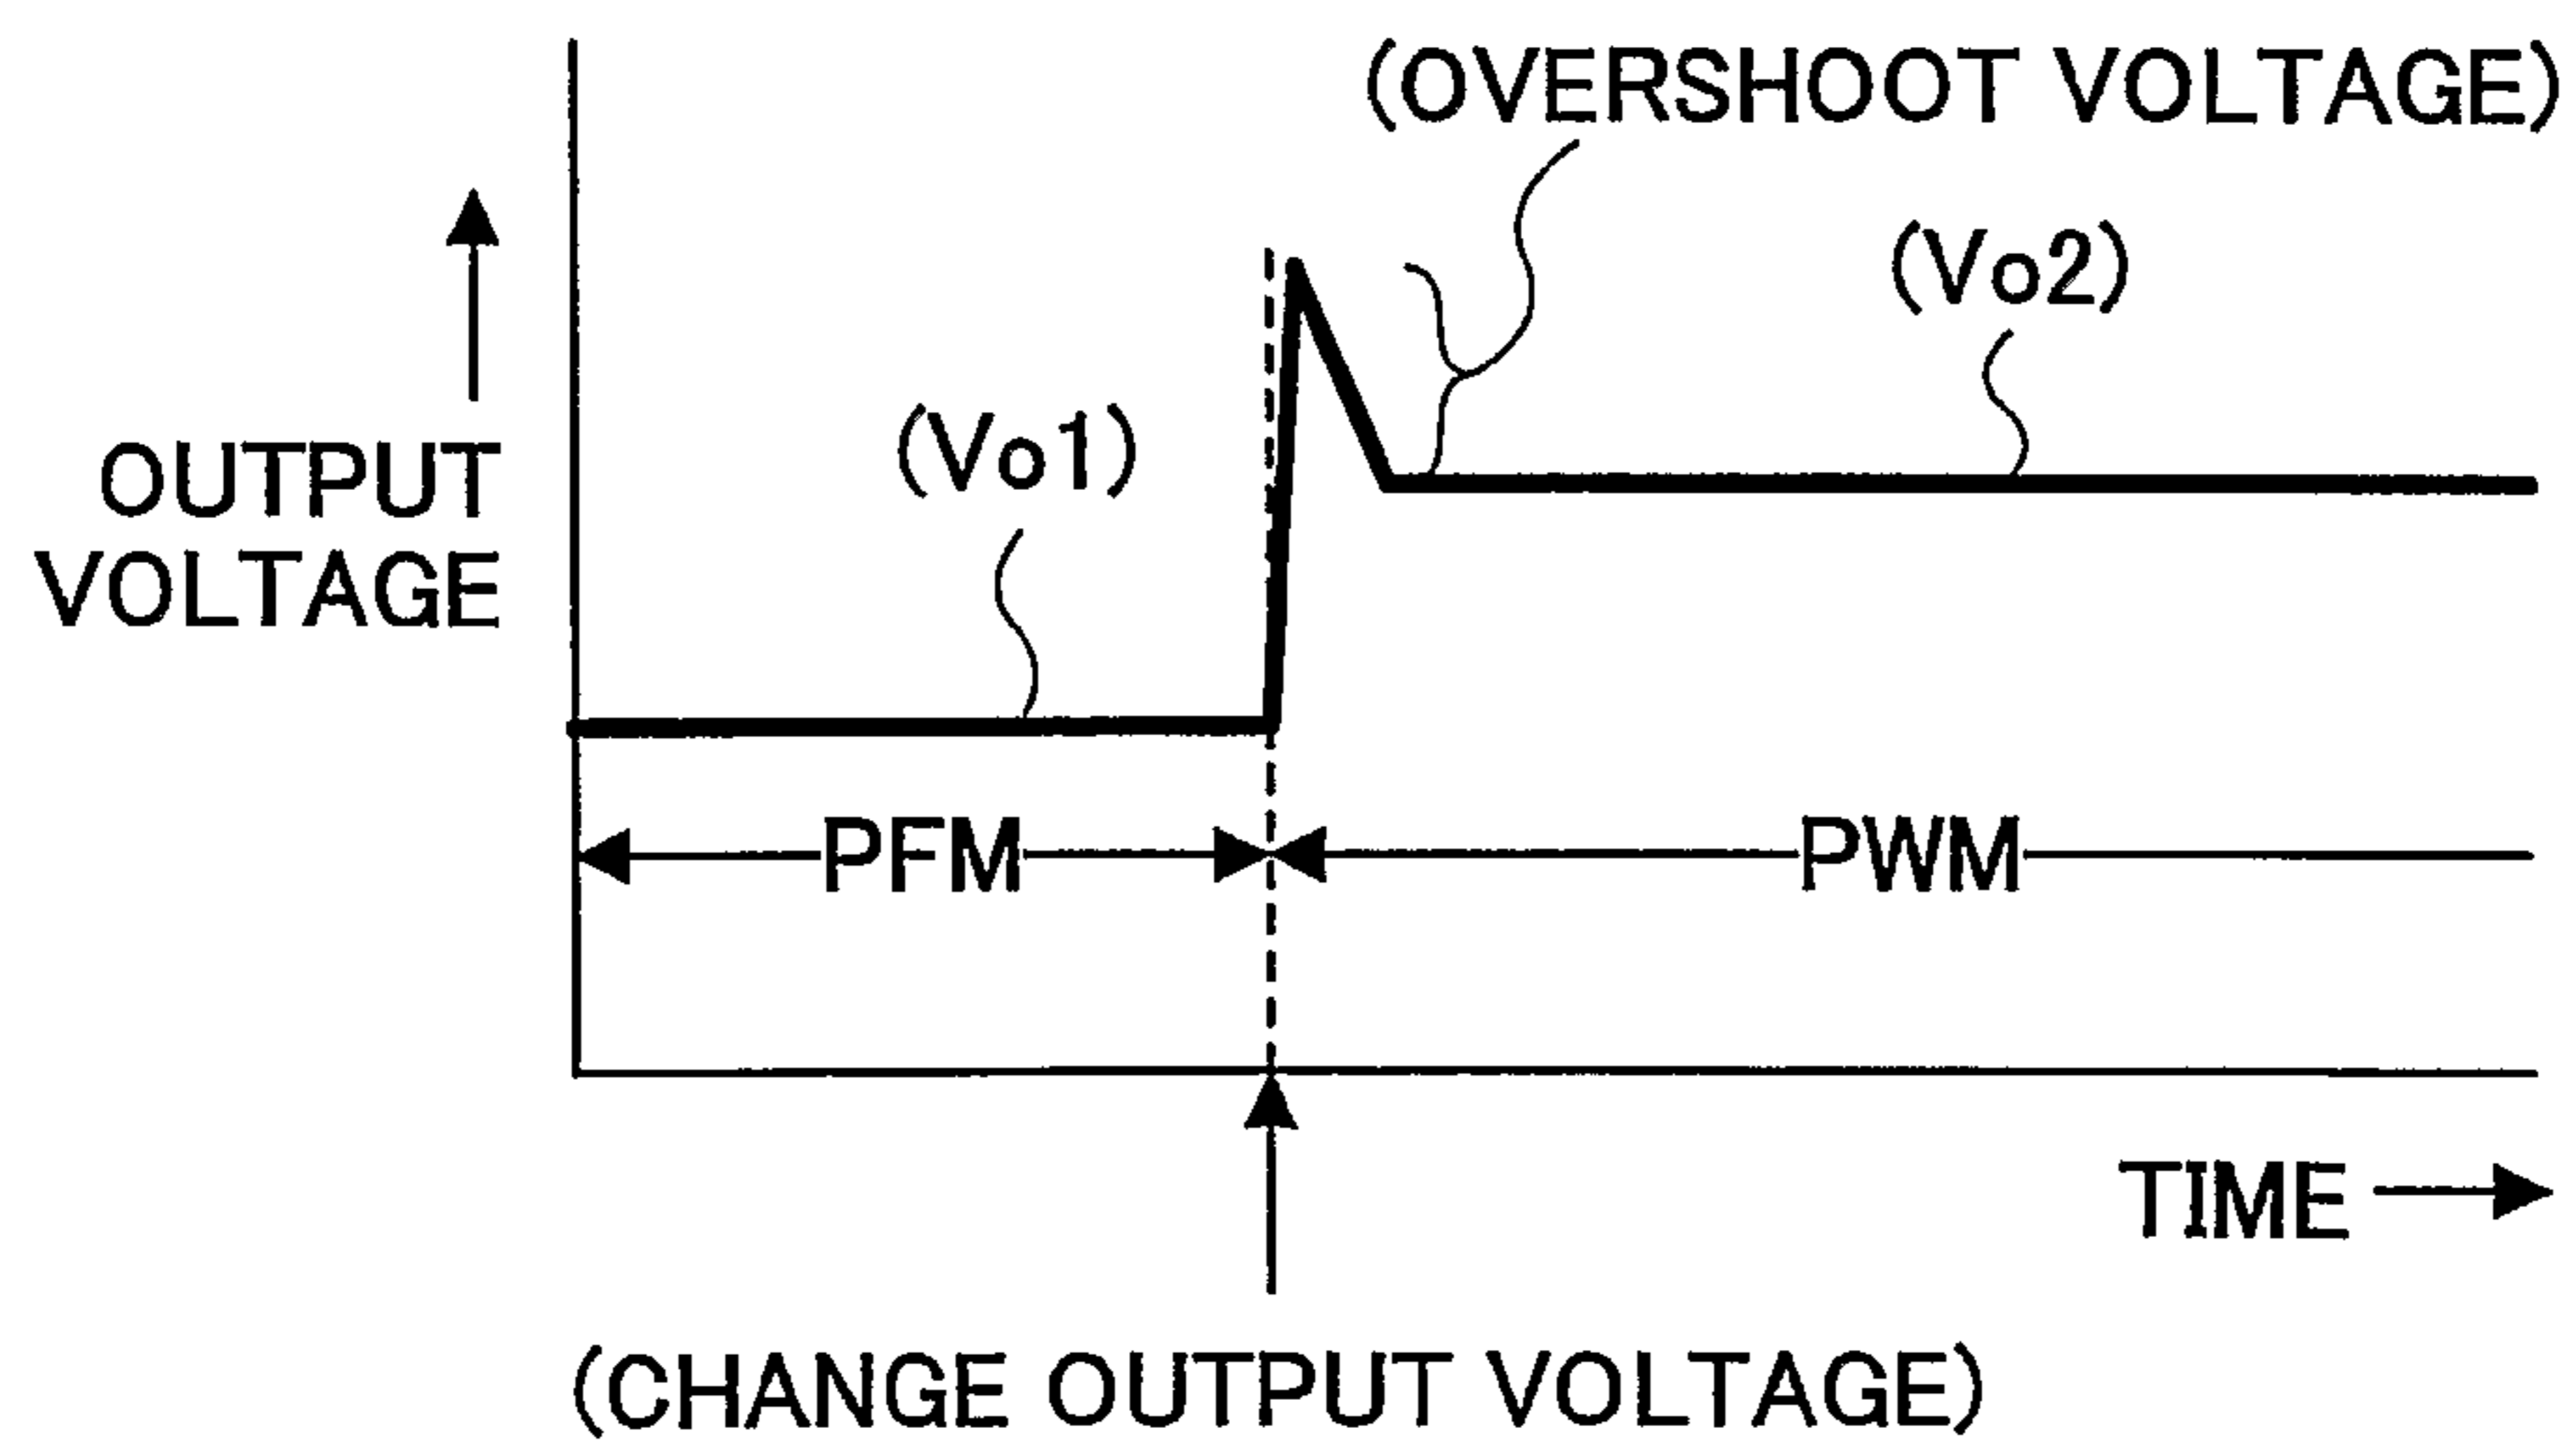 (OVERSHOOT VOLTAGE)
(Vo2)
(Vo1)
OUTPUT
VOLTAGE
PFM
PWM
TIME
(CHANGE OUTPUT VOLTAGE)